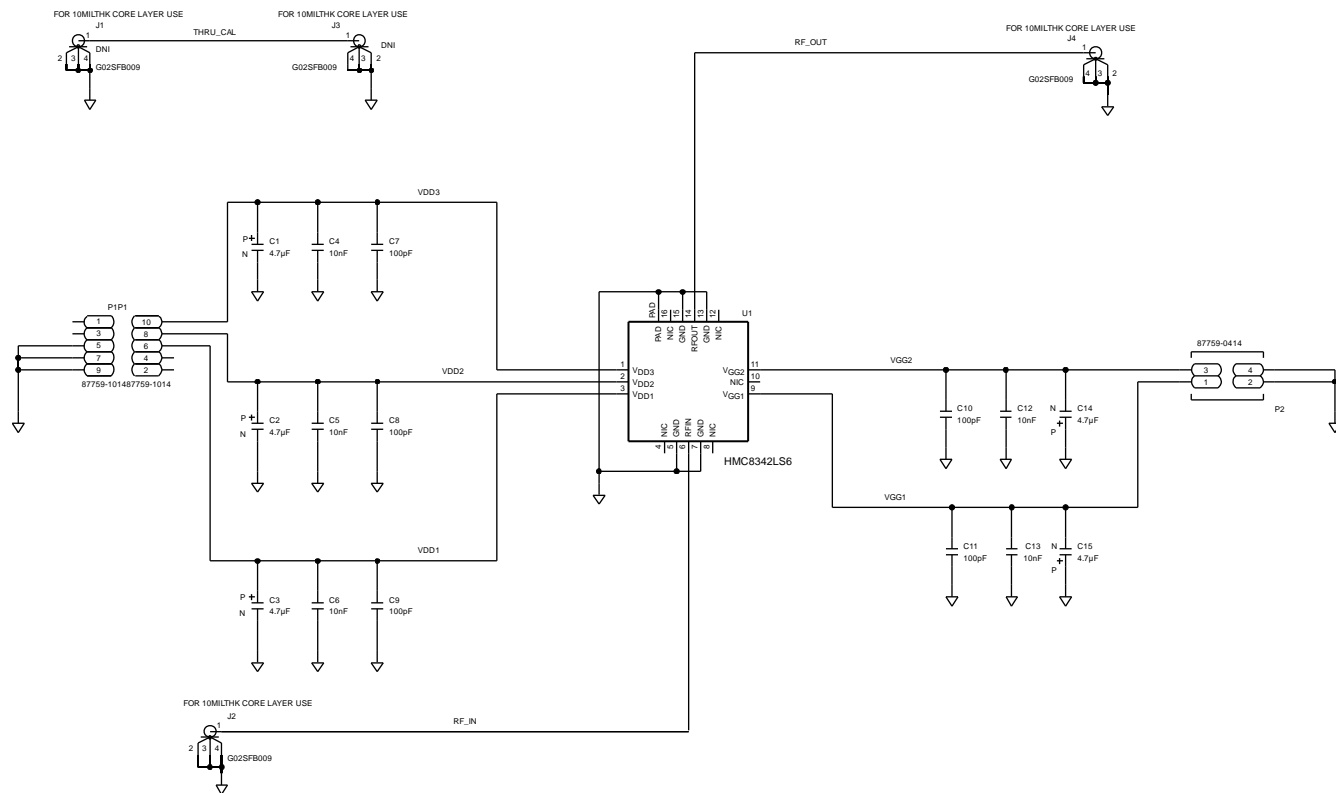 FOR 10MILTHK CORE LAYER USE
J1
1
DNI
2 3 4
G02SFB009
THRU_CAL
FOR 10MILTHK CORE LAYER USE
J3
1
DNI
4 3 2
G02SFB009
RF_OUT
FOR 10MILTHK CORE LAYER USE
J4
1
4 3 2
G02SFB009
VDD3
P +
N
C1
4.7µF
C4
10nF
C7
100pF
P1P1
1 10
3 8
5 6
7 4
9 2
87759-101487759-1014
VDD2
P +
N
C2
4.7µF
C5
10nF
C8
100pF
VDD1
P +
N
C3
4.7µF
C6
10nF
C9
100pF
U1
PAD
16
15
14
13
12
PAD
NIC
GND
RFOUT
GND
NIC
1 VDD3
2 VDD2
3 VDD1
VGG2 11
NIC 10
VGG1 9
NIC
GND
RFIN
GND
NIC
4
5
6
7
8
HMC8342LS6
VGG2
C10
100pF
C12
10nF
N
P +
C14
4.7µF
87759-0414
3 4
1 2
P2
VGG1
C11
100pF
C13
10nF
N
P +
C15
4.7µF
FOR 10MILTHK CORE LAYER USE
J2
1
2 3 4
G02SFB009
RF_IN